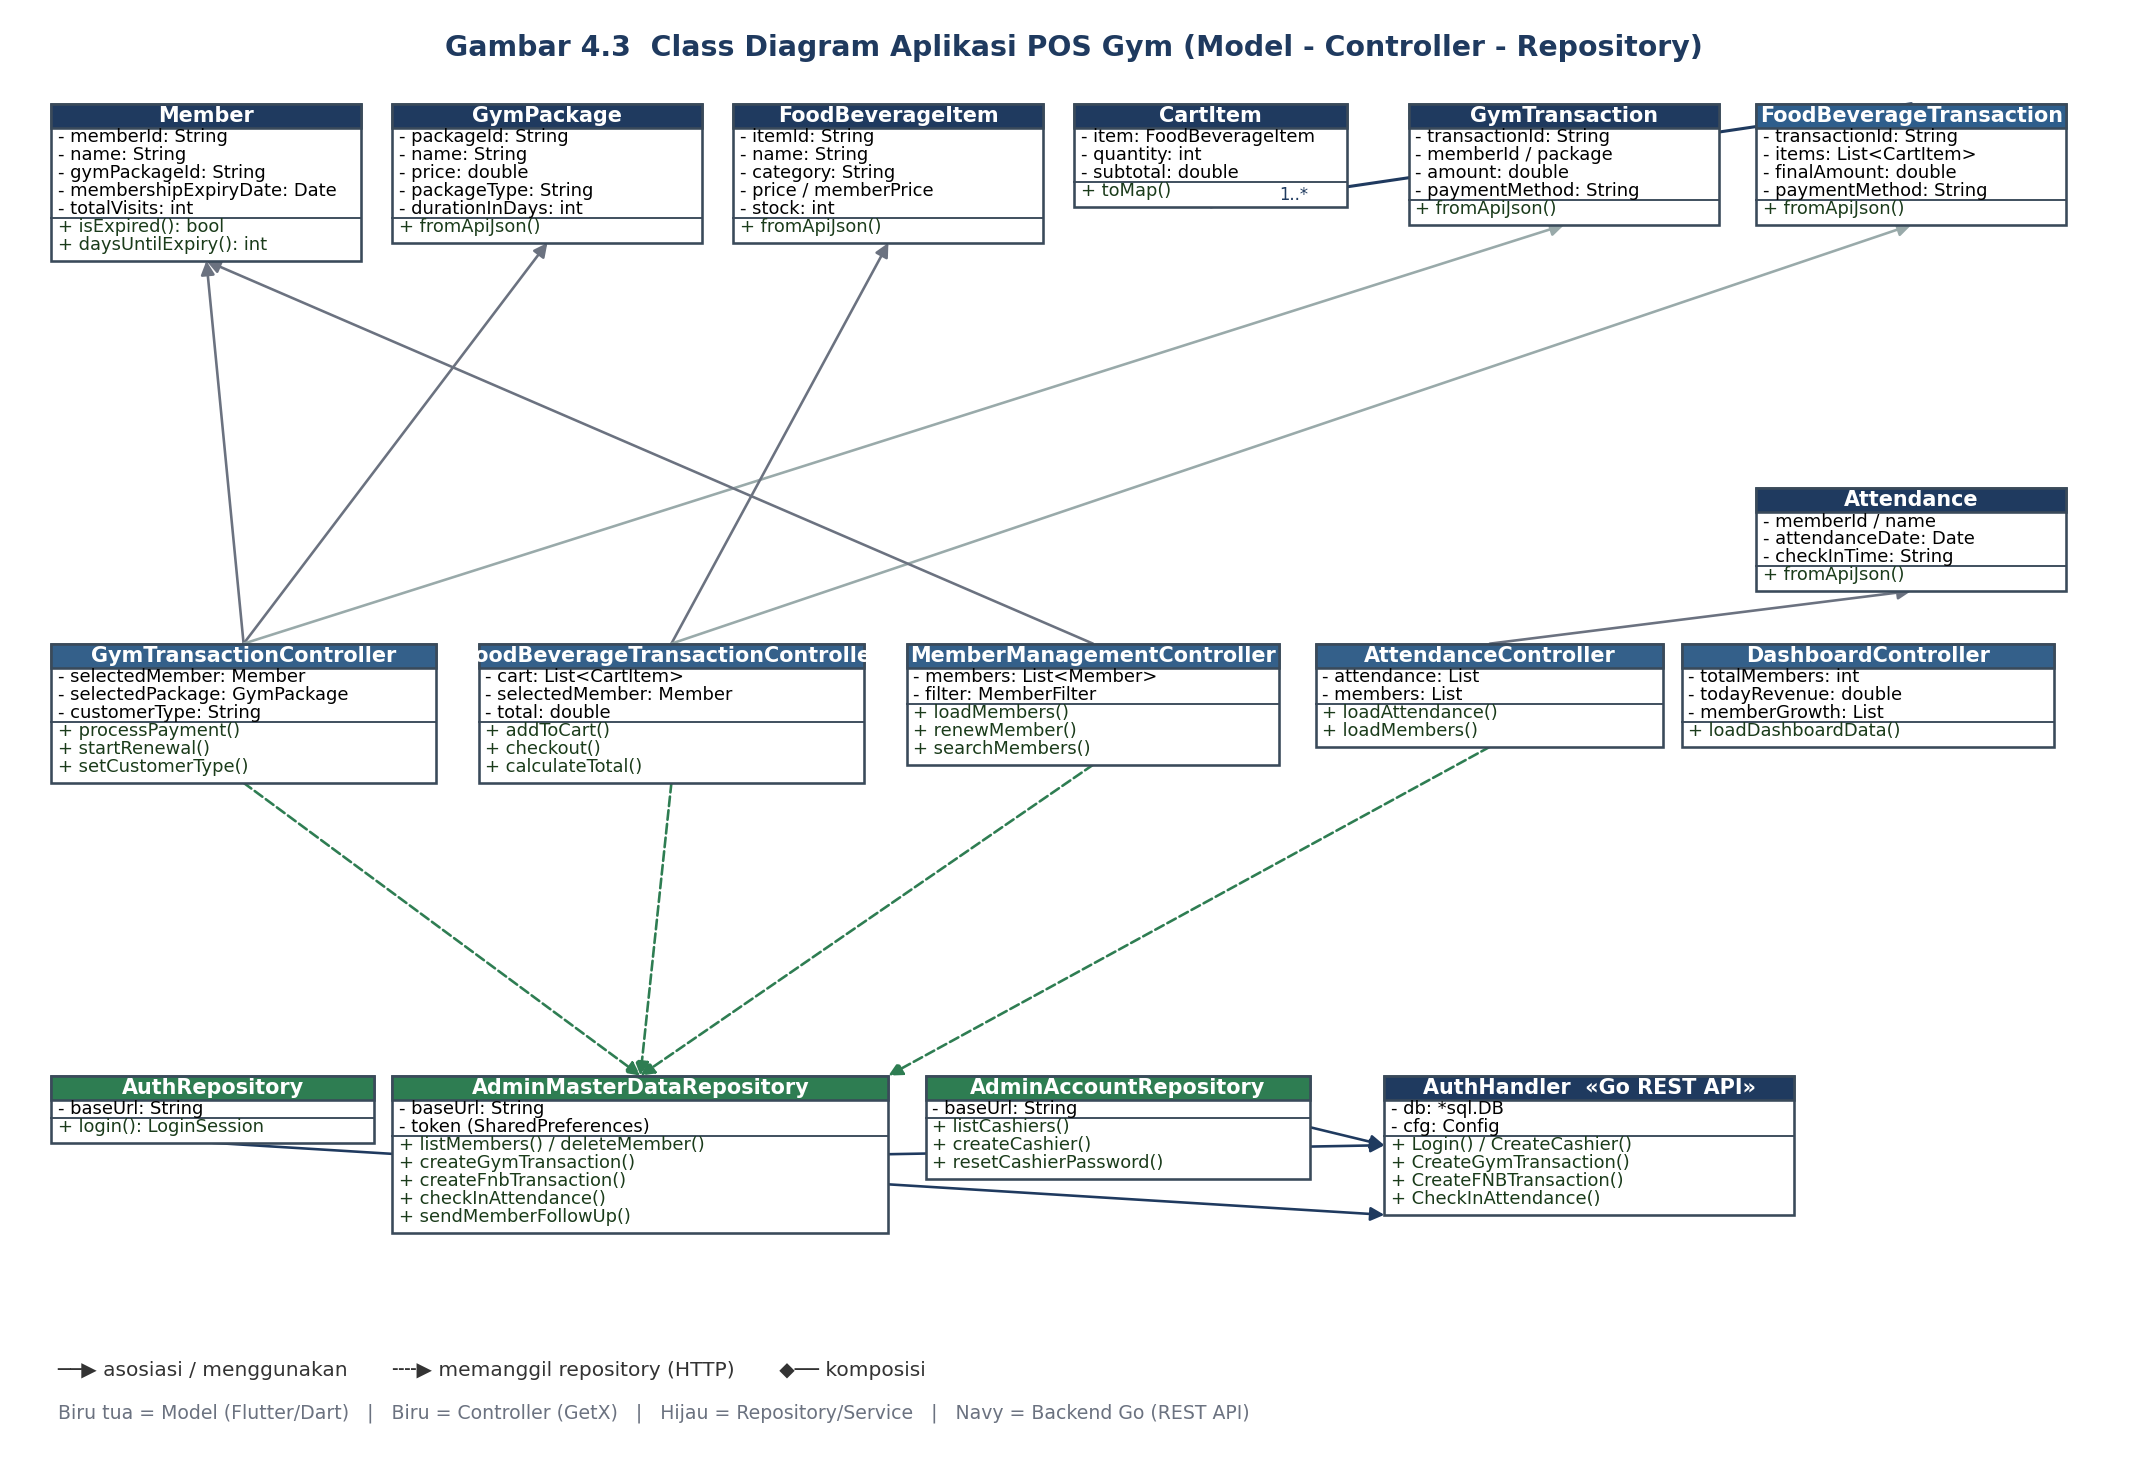 Gambar 4.3  Class Diagram Aplikasi POS Gym (Model - Controller - Repository)
Member
- memberId: String
- name: String
- gymPackageId: String
- membershipExpiryDate: Date
- totalVisits: int
+ isExpired(): bool
+ daysUntilExpiry(): int
GymPackage
- packageId: String
- name: String
- price: double
- packageType: String
- durationInDays: int
+ fromApiJson()
FoodBeverageItem
- itemId: String
- name: String
- category: String
- price / memberPrice
- stock: int
+ fromApiJson()
CartItem
- item: FoodBeverageItem
- quantity: int
- subtotal: double
+ toMap()
1..*
GymTransaction
- transactionId: String
- memberId / package
- amount: double
- paymentMethod: String
+ fromApiJson()
FoodBeverageTransaction
- transactionId: String
- items: List<CartItem>
- finalAmount: double
- paymentMethod: String
+ fromApiJson()
Attendance
- memberId / name
- attendanceDate: Date
- checkInTime: String
+ fromApiJson()
GymTransactionController
- selectedMember: Member
- selectedPackage: GymPackage
- customerType: String
+ processPayment()
+ startRenewal()
+ setCustomerType()
oodBeverageTransactionControlle
- cart: List<CartItem>
- selectedMember: Member
- total: double
+ addToCart()
+ checkout()
+ calculateTotal()
MemberManagementController
- members: List<Member>
- filter: MemberFilter
+ loadMembers()
+ renewMember()
+ searchMembers()
AttendanceController
- attendance: List
- members: List
+ loadAttendance()
+ loadMembers()
DashboardController
- totalMembers: int
- todayRevenue: double
- memberGrowth: List
+ loadDashboardData()
AuthRepository
- baseUrl: String
+ login(): LoginSession
AdminMasterDataRepository
- baseUrl: String
- token (SharedPreferences)
+ listMembers() / deleteMember()
+ createGymTransaction()
+ createFnbTransaction()
+ checkInAttendance()
+ sendMemberFollowUp()
AdminAccountRepository
- baseUrl: String
+ listCashiers()
+ createCashier()
+ resetCashierPassword()
AuthHandler  «Go REST API»
- db: *sql.DB
- cfg: Config
+ Login() / CreateCashier()
+ CreateGymTransaction()
+ CreateFNBTransaction()
+ CheckInAttendance()
──▶ asosiasi / menggunakan  ----▶ memanggil repository (HTTP)  ◆── komposisi
Biru tua = Model (Flutter/Dart)   |   Biru = Controller (GetX)   |   Hijau = Repository/Service   |   Navy = Backend Go (REST API)